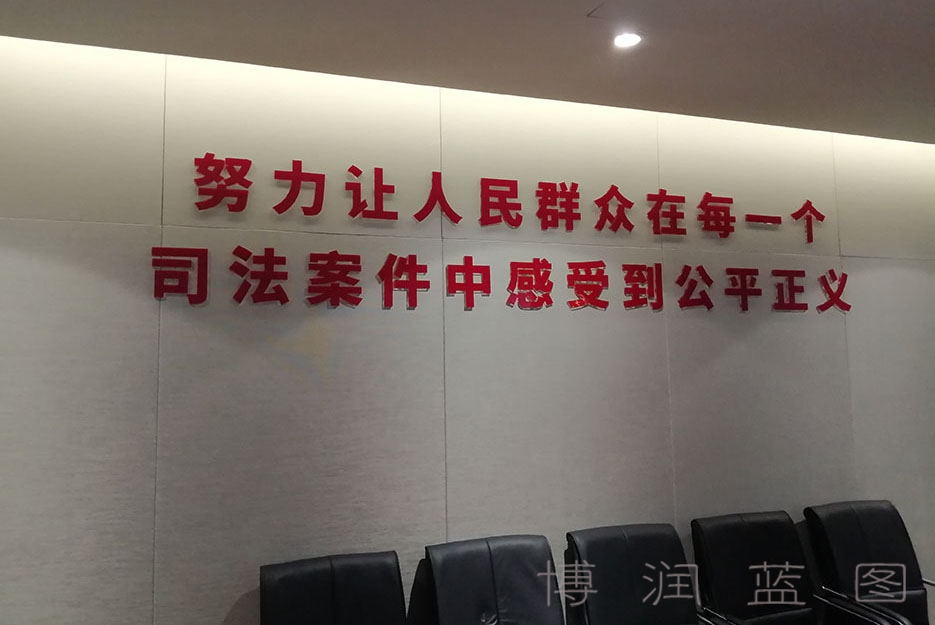 努力让人民群众在每一个
司法案件中感受到公平正义
博润蓝图